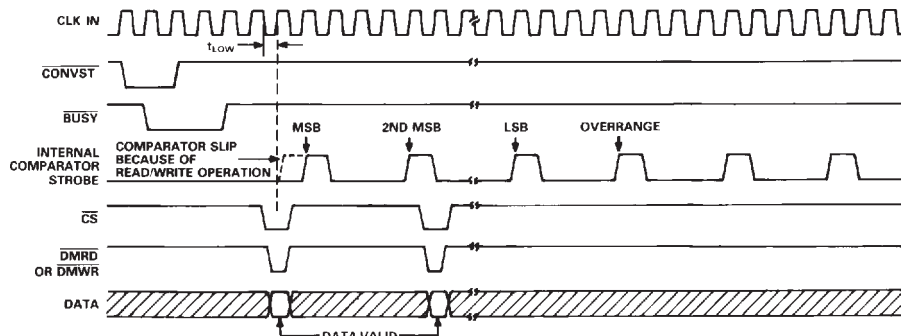 CLK IN
tLOW
CONVST
BUSY
MSB
2ND MSB
LSB
OVERRANGE
INTERNAL
COMPARATOR
STROBE
COMPARATOR SLIP
BECAUSE OF
READ/WRITE OPERATION
CS
DMRD
OR DMWR
DATA
DATA VALID